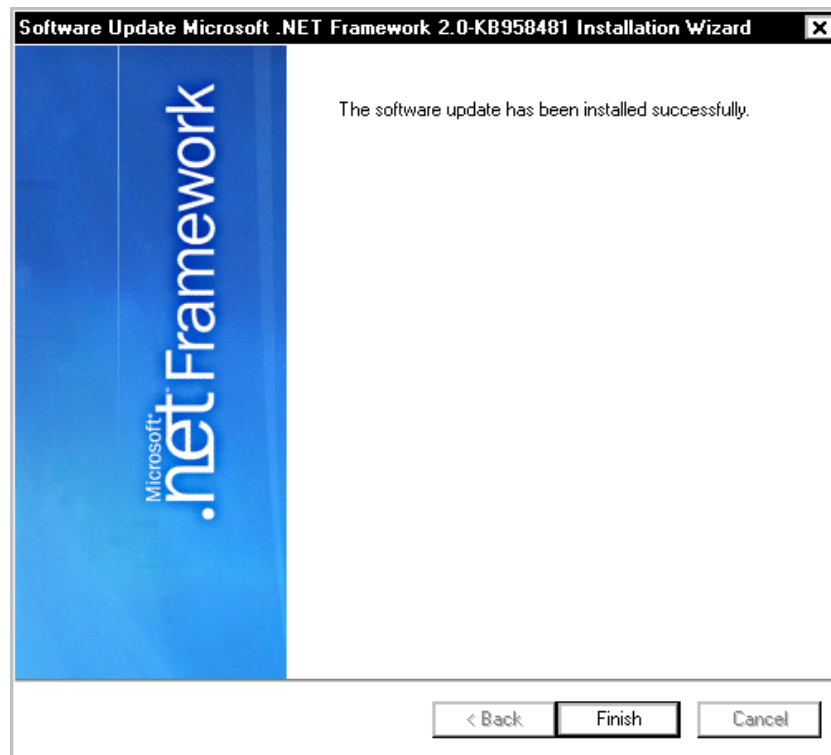 Software Update Microsoft .NET Framework 2.0-KB958481 Installation Wizard
The software update has been installed successfully.
Microsoft
.net Framework
< Back
Finish
Cancel